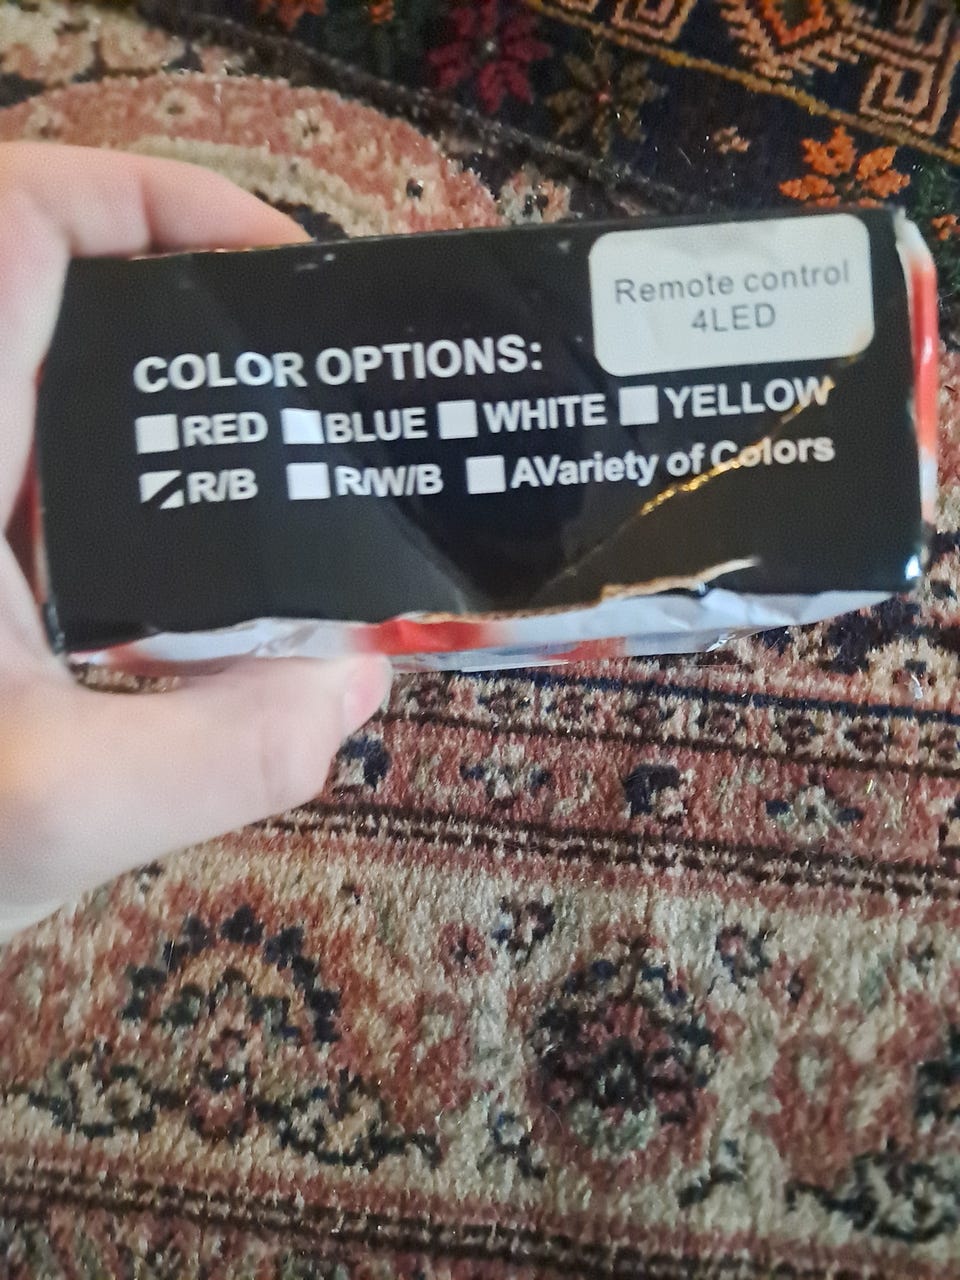 Remote control
4LED
COLOR OPTIONS:
RED BLUE WHITE YELLOW
R/B R/W/B AVariety of Colors